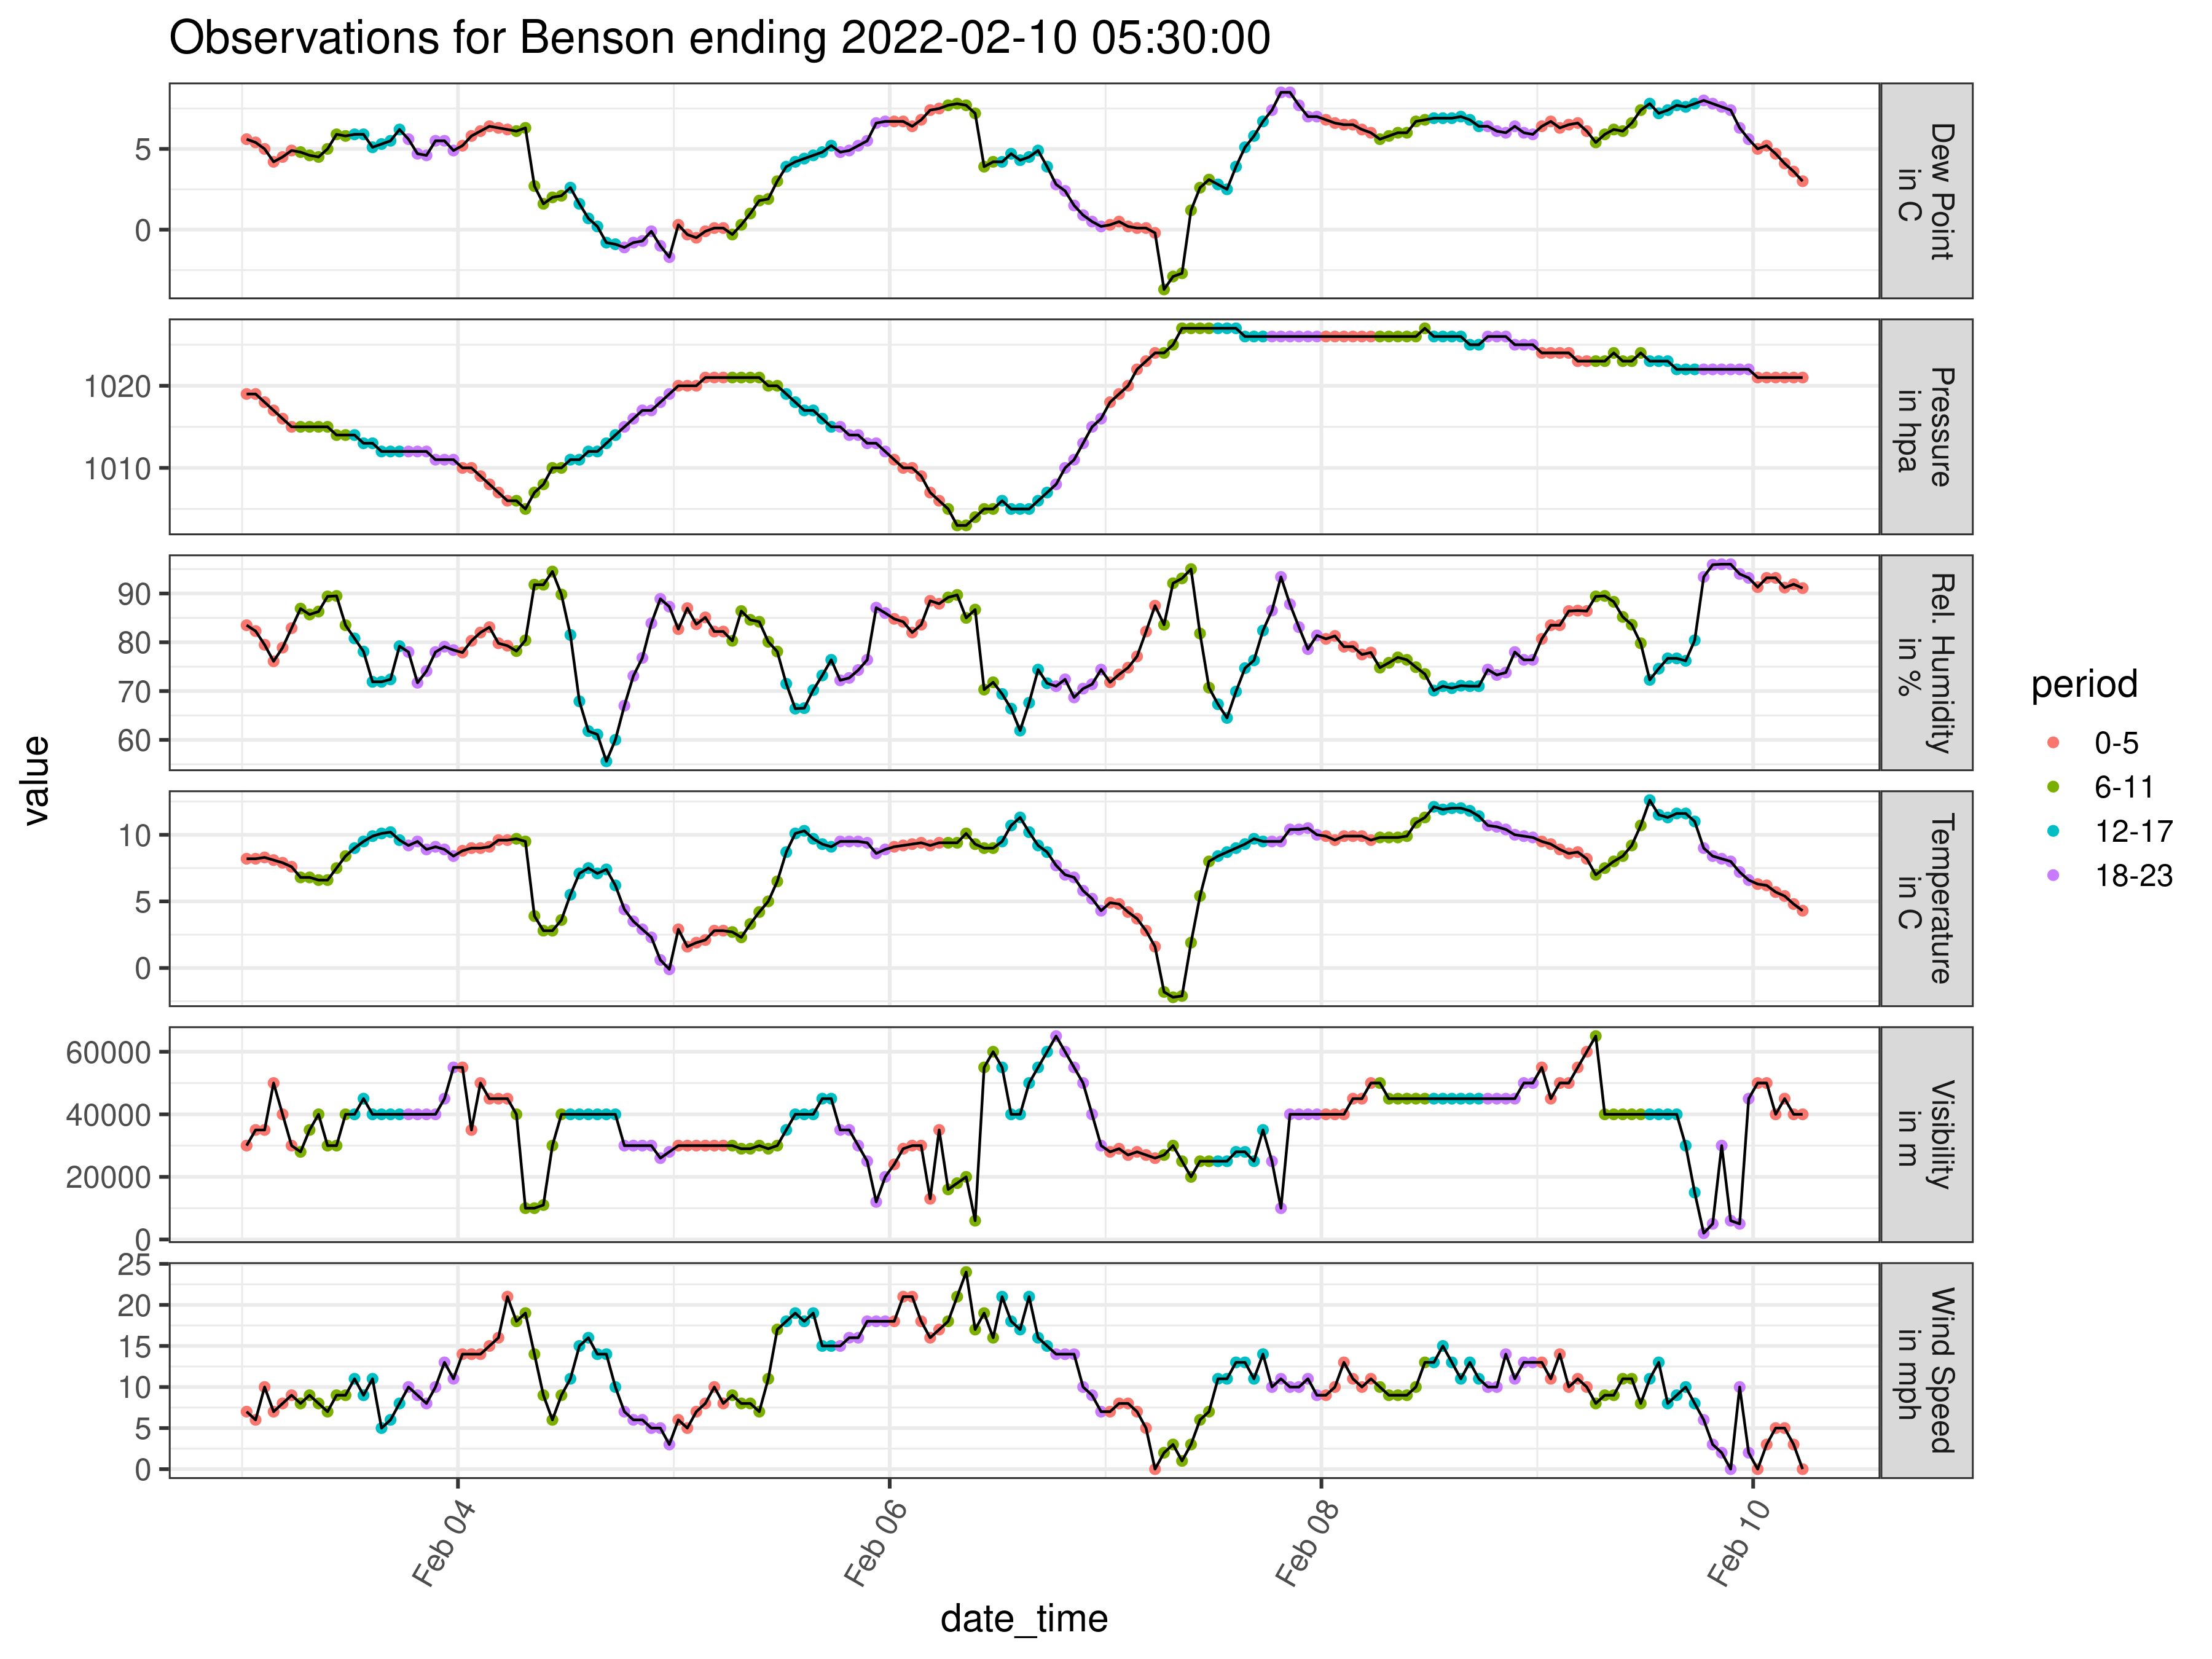 Observations for Benson ending 2022-02-10 05:30:00
value
5
0
Dew Point
in C
1020
1010
Pressure
in hpa
90
80
70
60
Rel. Humidity
in %
10
5
0
Temperature
in C
60000
40000
20000
0
Visibility
in m
25
20
15
10
5
0
Wind Speed
in mph
Feb 04
Feb 06
Feb 08
Feb 10
date_time
period
0-5
6-11
12-17
18-23